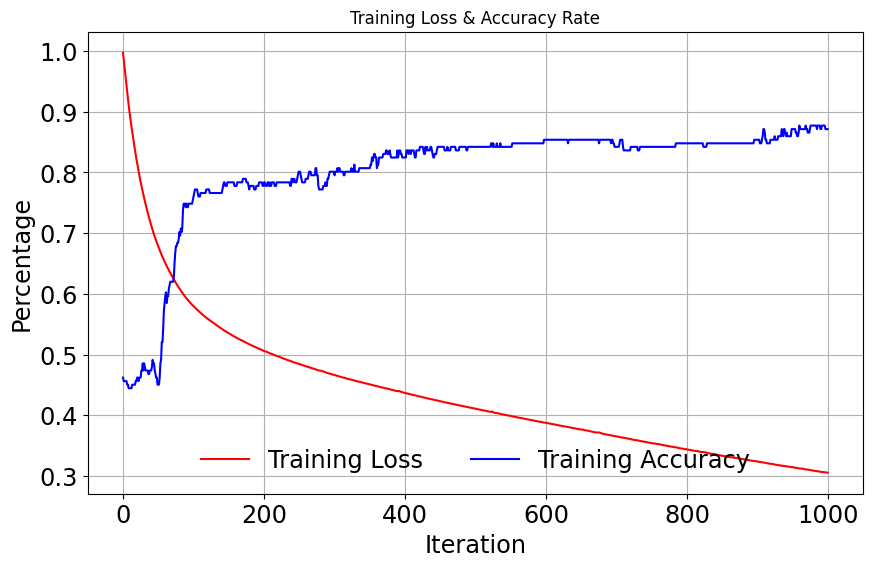 Training Loss & Accuracy Rate
1.0
0.9
0.8
0.7
0.6
0.5
0.4
0.3
Percentage
Training Loss
Training Accuracy
0
200
400
600
800
1000
Iteration